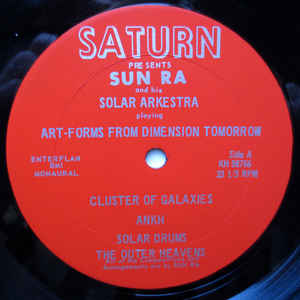 SATURN
PRESENTS
SUN RA
and his
SOLAR ARKESTRA
playing
ART-FORMS FROM DIMENSION TOMORROW
ENTERPLAN
BMI
MONAURAL
Side A
33 1/3 RPM
CLUSTER OF GALAXIES
ANKH
SOLAR DRUMS
THE OUTER HEAVENS